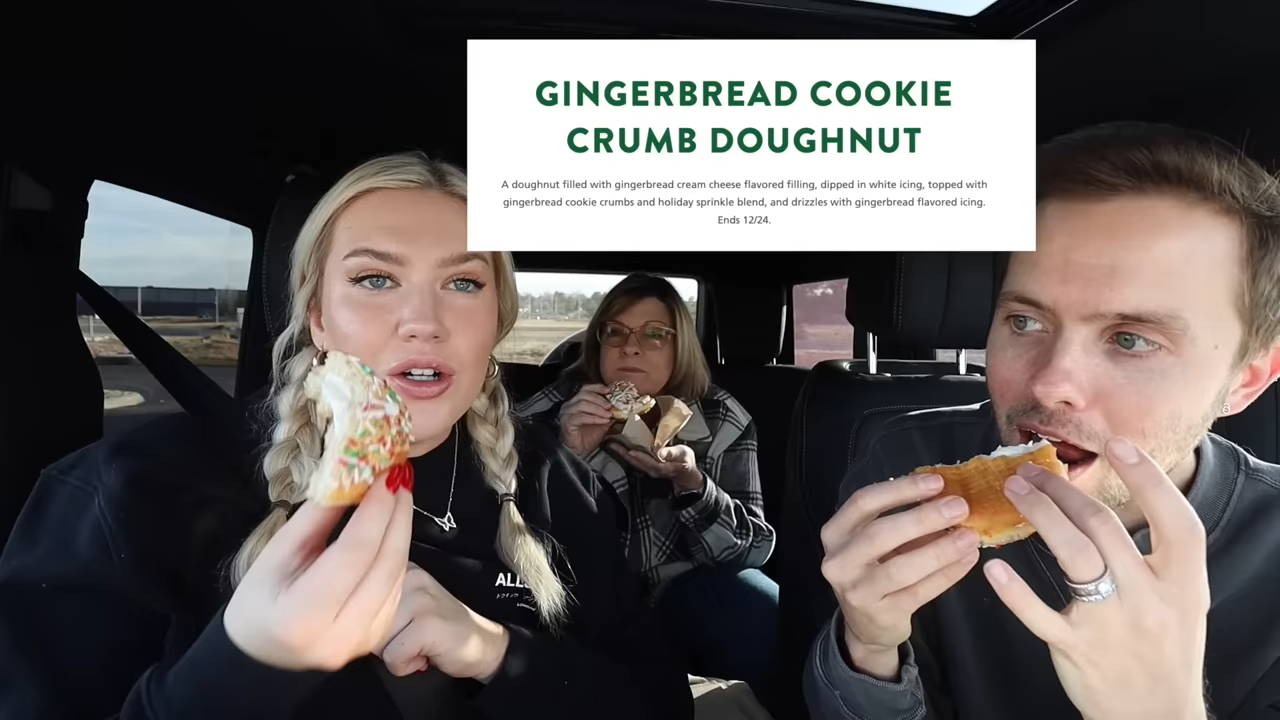 GINGERBREAD COOKIE
CRUMB DOUGHNUT
A doughnut filled with gingerbread cream cheese flavored filling, dipped in white icing, topped with
gingerbread cookie crumbs and holiday sprinkle blend, and drizzles with gingerbread flavored icing.
Ends 12/24.